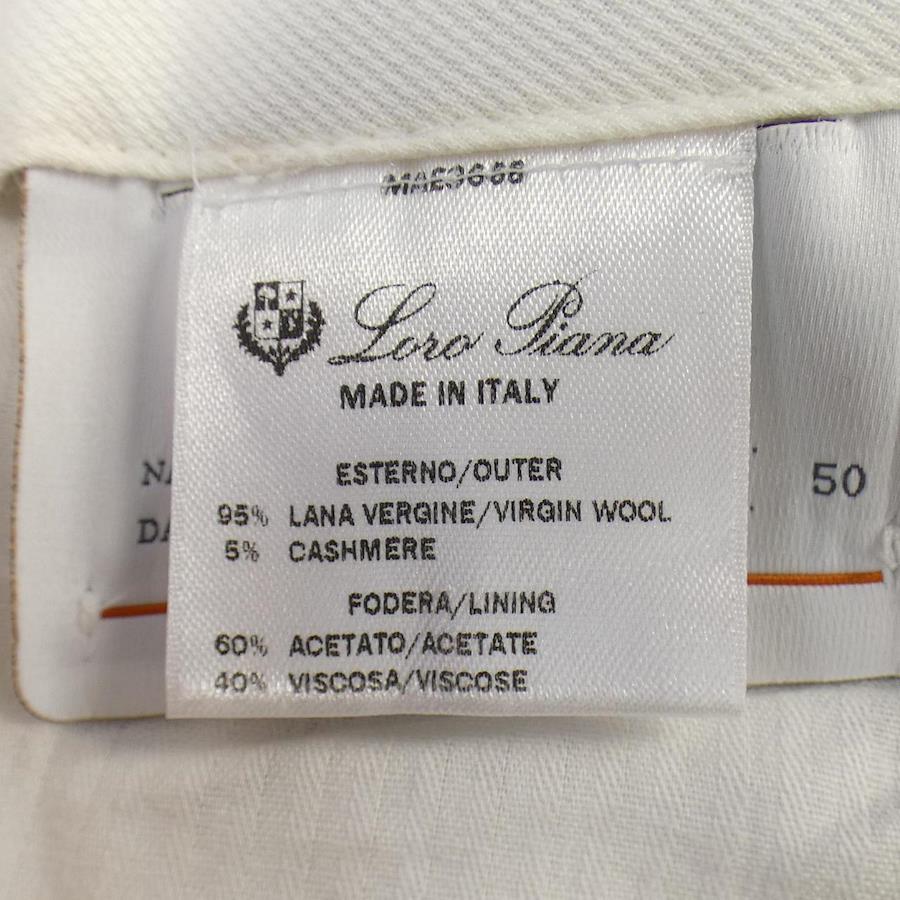 Loro Piana
MADE IN ITALY
ESTERNO/OUTER
95% LANA VERGINE/VIRGIN WOOL
5% CASHMERE
FODERA/LINING
60% ACETATO/ACETATE
40% VISCOSA/VISCOSE
50